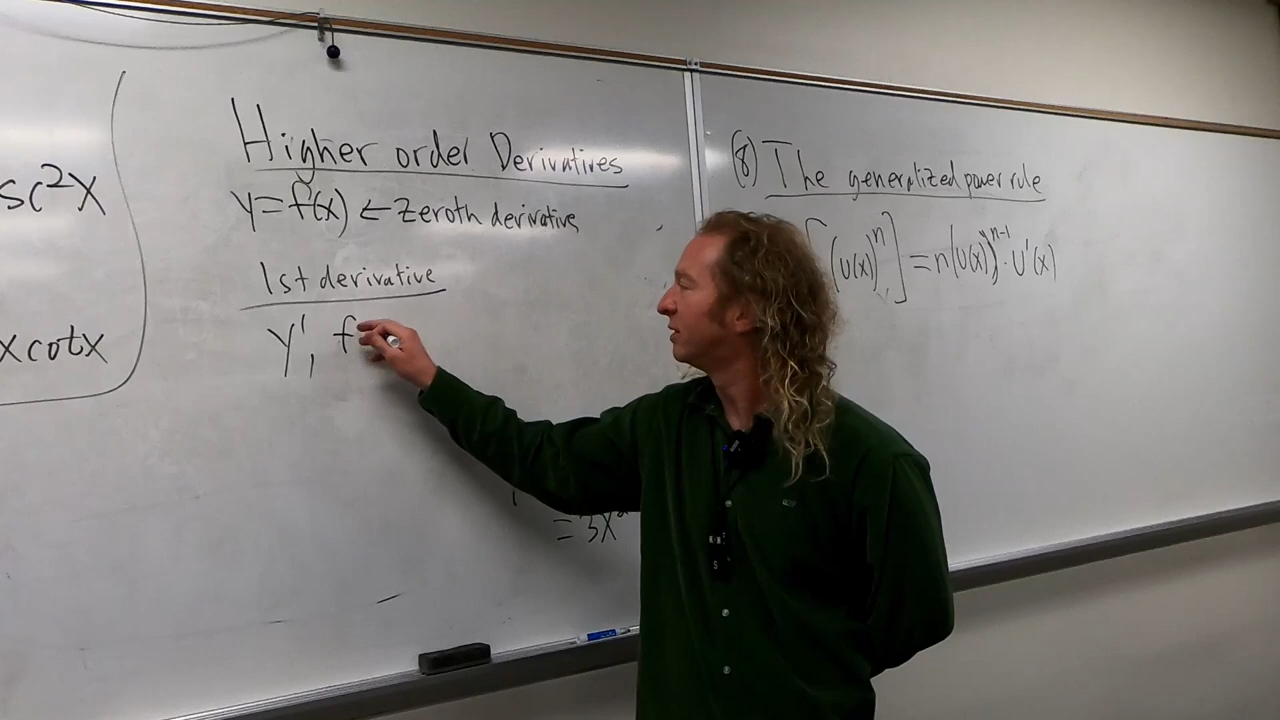 sc²x
xcotx
Higher order Derivatives
y=f(x) ← zeroth derivative
1st derivative
y', f
= 3x
(8) The generalized power rule
[(u(x)ⁿ] = n(u(x))ⁿ⁻¹ · u'(x)